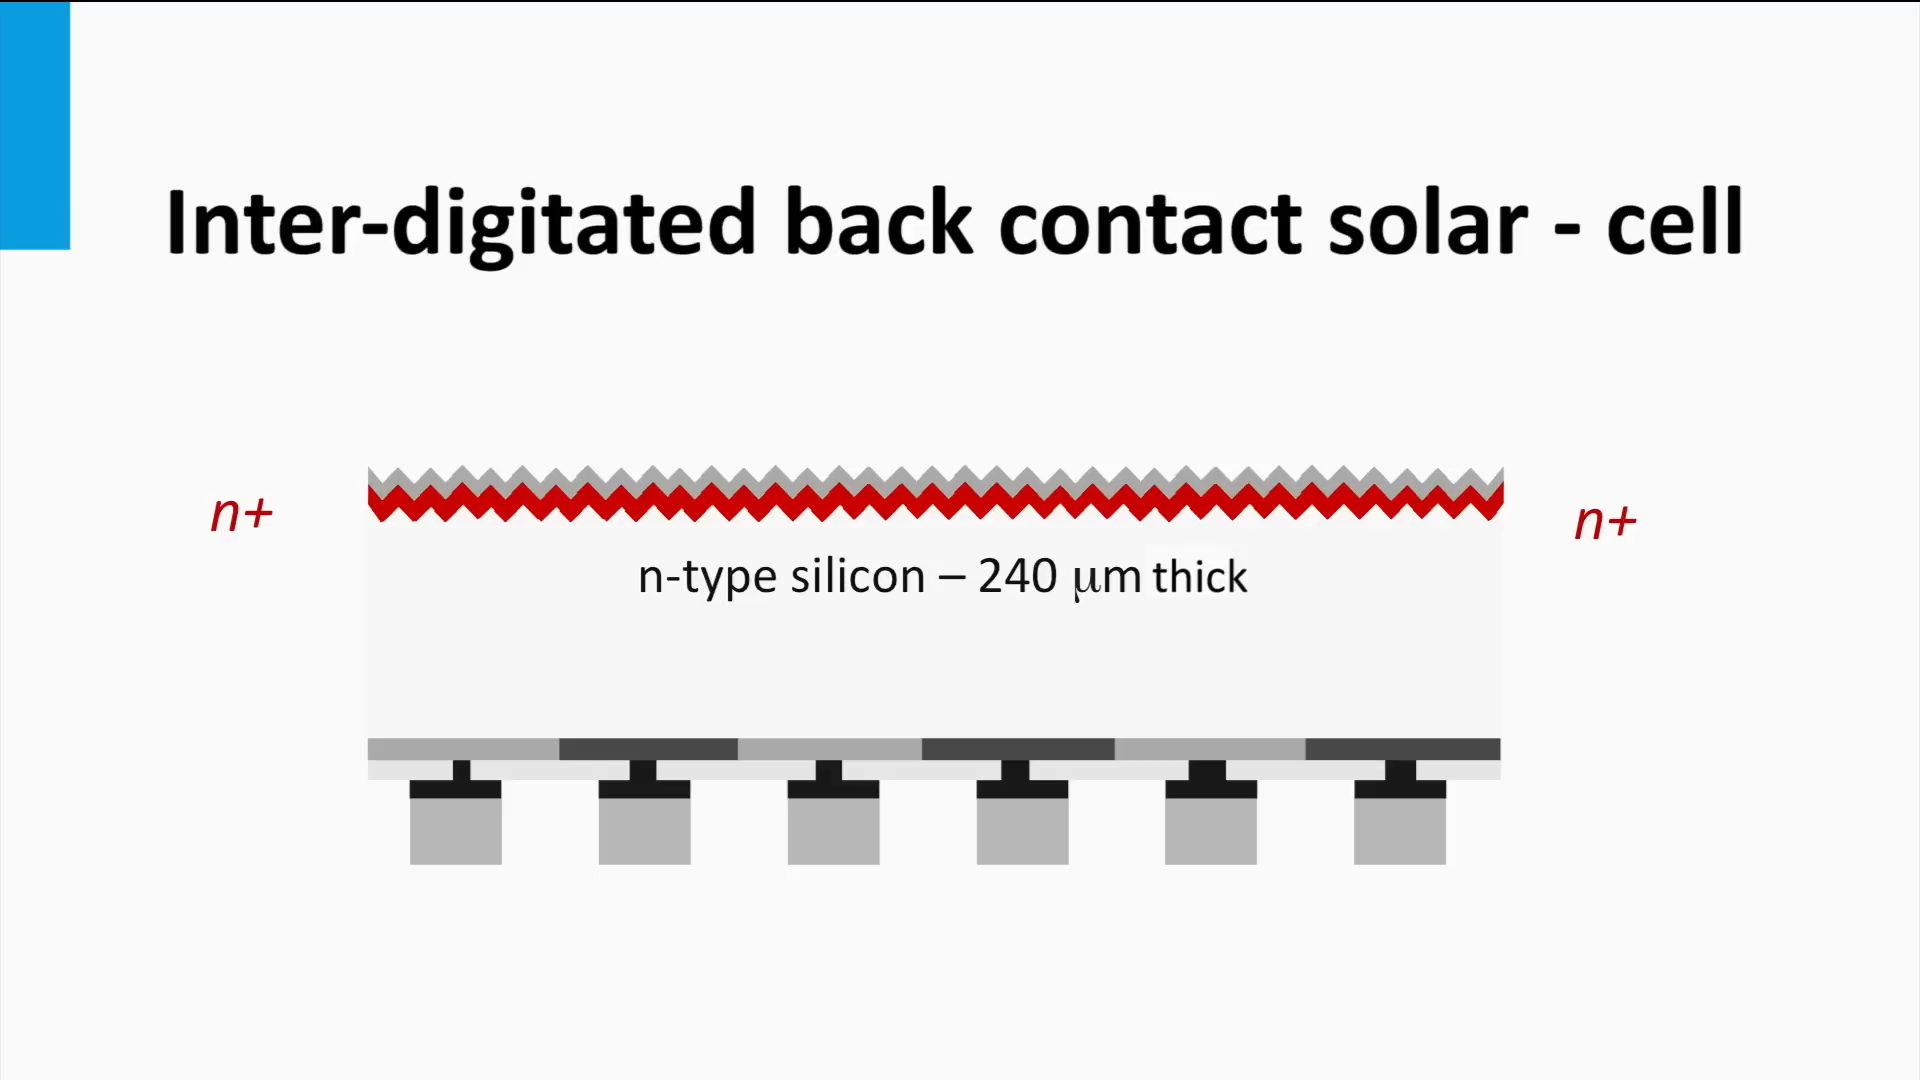 Inter-digitated back contact solar - cell
n+
n+
n-type silicon – 240 μm thick